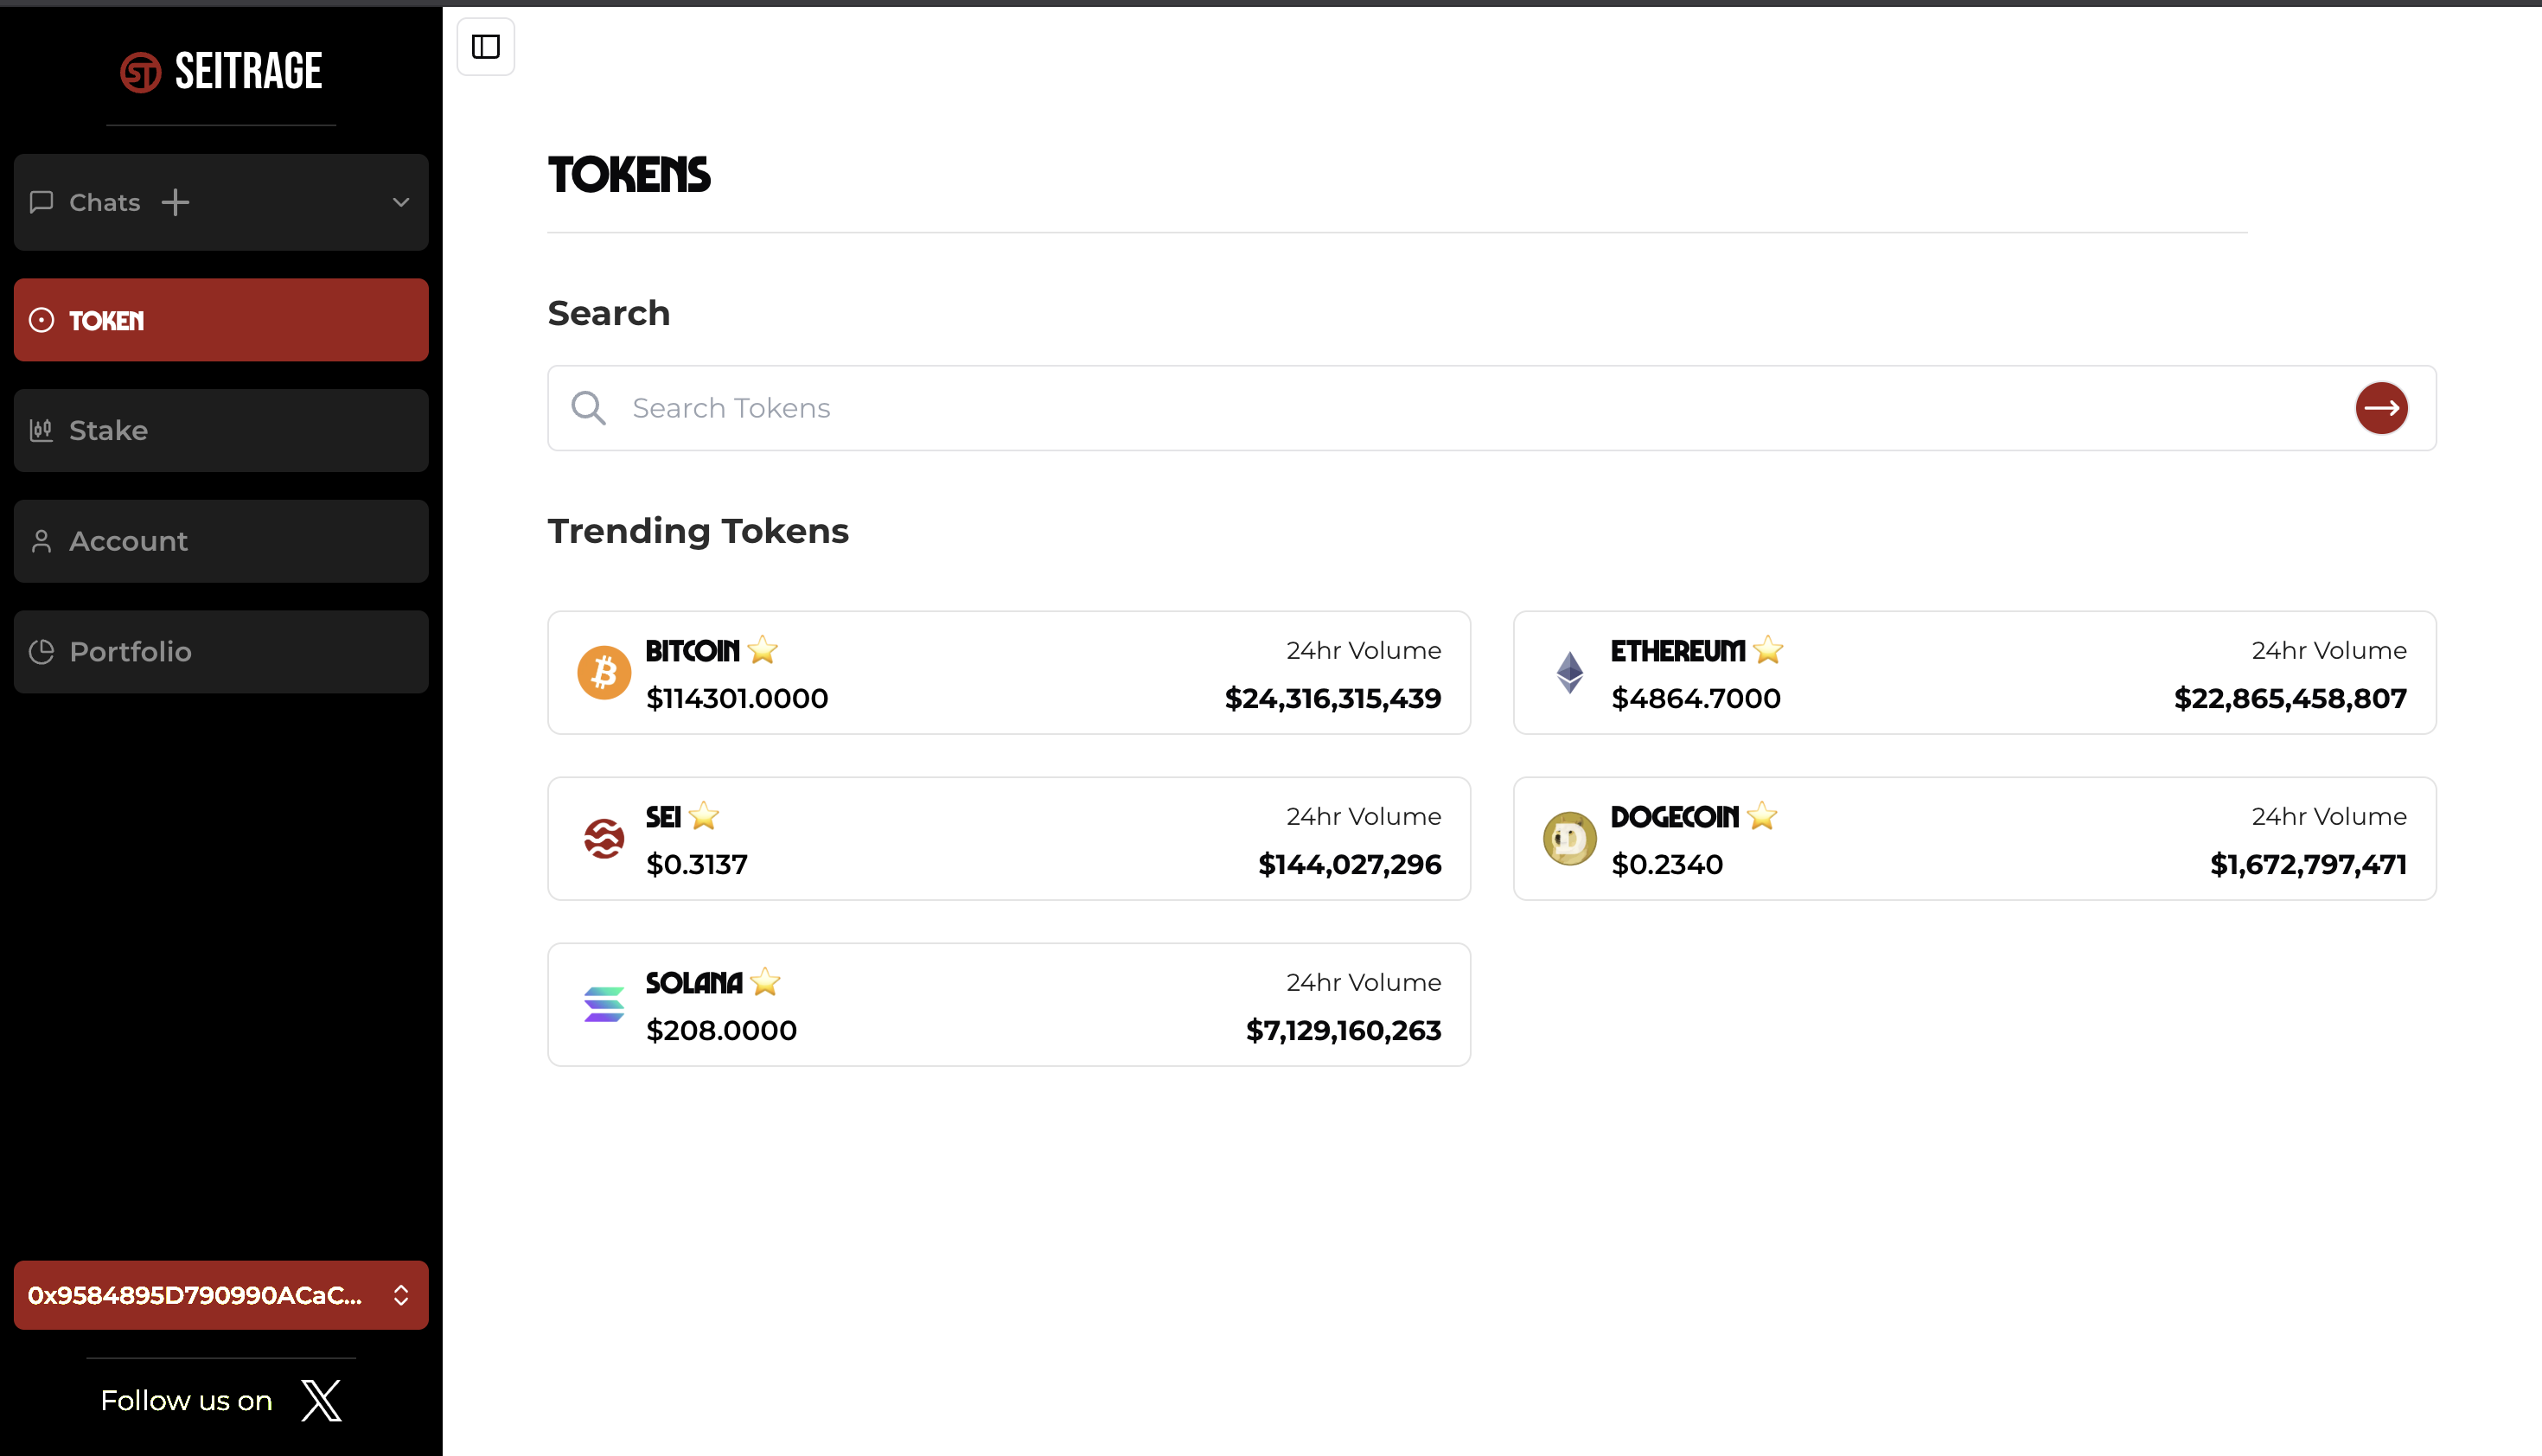 SEITRAGE
Chats
TOKEN
Stake
Account
Portfolio
0x9584895D790990ACaC...
Follow us on X
TOKENS
Search
Search Tokens
Trending Tokens
BITCOIN
24hr Volume
$114301.0000
$24,316,315,439
ETHEREUM
24hr Volume
$4864.7000
$22,865,458,807
SEI
24hr Volume
$0.3137
$144,027,296
DOGECOIN
24hr Volume
$0.2340
$1,672,797,471
SOLANA
24hr Volume
$208.0000
$7,129,160,263